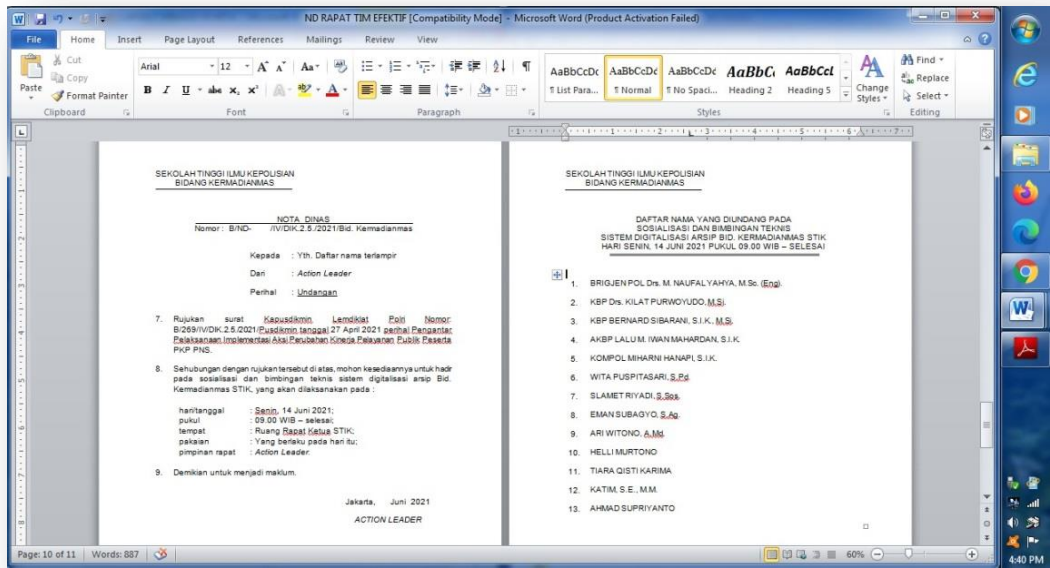 ND RAPAT TIM EFEKTIF [Compatibility Mode] - Microsoft Word (Product Activation Failed)
File Home Insert Page Layout References Mailings Review View
Cut
Copy
Paste
Format Painter
Clipboard
Arial 12
Font
Paragraph
AaBbCcDc AaBbCcDc AaBbCcDc AaBbCc AaBbCcL
¶ List Para... ¶ Normal ¶ No Spaci... Heading 2 Heading 5
Styles
Change Styles
Find
Replace
Select
Editing
SEKOLAH TINGGI ILMU KEPOLISIAN
BIDANG KERMADIANMAS
NOTA DINAS
Nomor : B/ND- /IV/DIK.2.5./2021/Bid. Kermadianmas
Kepada : Yth. Daftar nama terlampir
Dari : Action Leader
Perihal : Undangan
7. Rujukan surat Kapusdikmin Lemdiklat Polri Nomor:
B/269/IV/DIK.2.5./2021/Pusdikmin tanggal 27 April 2021 perihal Pengantar
Pelaksanaan Implementasi Aksi Perubahan Kinerja Pelayanan Publik Peserta
PKP PNS.
8. Sehubungan dengan rujukan tersebut di atas, mohon kesediaannya untuk hadir
pada sosialisasi dan bimbingan teknis sistem digitalisasi arsip Bid.
Kermadianmas STIK, yang akan dilaksanakan pada :
hari/tanggal : Senin, 14 Juni 2021;
pukul : 09.00 WIB – selesai;
tempat : Ruang Rapat Ketua STIK;
pakaian : Yang berlaku pada hari itu;
pimpinan rapat : Action Leader.
9. Demikian untuk menjadi maklum.
Jakarta, Juni 2021
ACTION LEADER
SEKOLAH TINGGI ILMU KEPOLISIAN
BIDANG KERMADIANMAS
DAFTAR NAMA YANG DIUNDANG PADA
SOSIALISASI DAN BIMBINGAN TEKNIS
SISTEM DIGITALISASI ARSIP BID. KERMADIANMAS STIK
HARI SENIN, 14 JUNI 2021 PUKUL 09.00 WIB – SELESAI
1. BRIGJEN POL Drs. M. NAUFAL YAHYA, M.Sc. (Eng).
2. KBP Drs. KILAT PURWOYUDO, M.Si.
3. KBP BERNARD SIBARANI, S.I.K., M.Si.
4. AKBP LALU M. IWAN MAHARDAN, S.I.K.
5. KOMPOL MIHARNI HANAPI, S.I.K.
6. WITA PUSPITASARI, S.Pd.
7. SLAMET RIYADI, S.Sos.
8. EMAN SUBAGYO, S.Ag.
9. ARI WITONO, A.Md.
10. HELLI MURTONO
11. TIARA QISTI KARIMA
12. KATIM, S.E., M.M.
13. AHMAD SUPRIYANTO
Page: 10 of 11 Words: 887
60%
4:40 PM